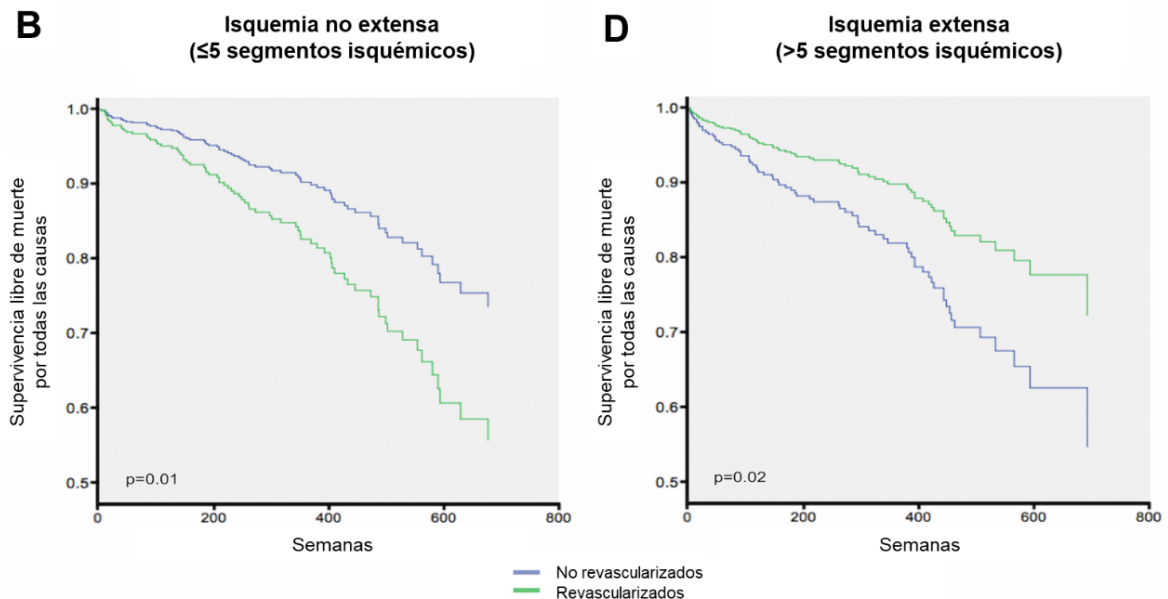 B
Isquemia no extensa
(≤5 segmentos isquémicos)
Supervivencia libre de muerte
por todas las causas
1.0
0.9
0.8
0.7
0.6
0.5
p=0.01
0
200
400
600
800
Semanas
D
Isquemia extensa
(>5 segmentos isquémicos)
Supervivencia libre de muerte
por todas las causas
1.0
0.9
0.8
0.7
0.6
0.5
p=0.02
0
200
400
600
800
Semanas
No revascularizados
Revascularizados